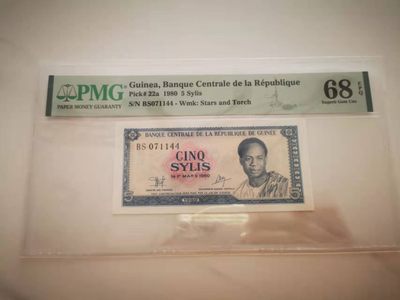 PMG
PAPER MONEY GUARANTY
Guinea, Banque Centrale de la République
Pick# 22a 1980 5 Sylis
S/N BS071144 - Wmk: Stars and Torch
68 EPQ
Superb Gem Unc
BANQUE CENTRALE DE LA REPUBLIQUE DE GUINEE
BS 071144
CINQ
SYLIS
1er MARS 1960
1980